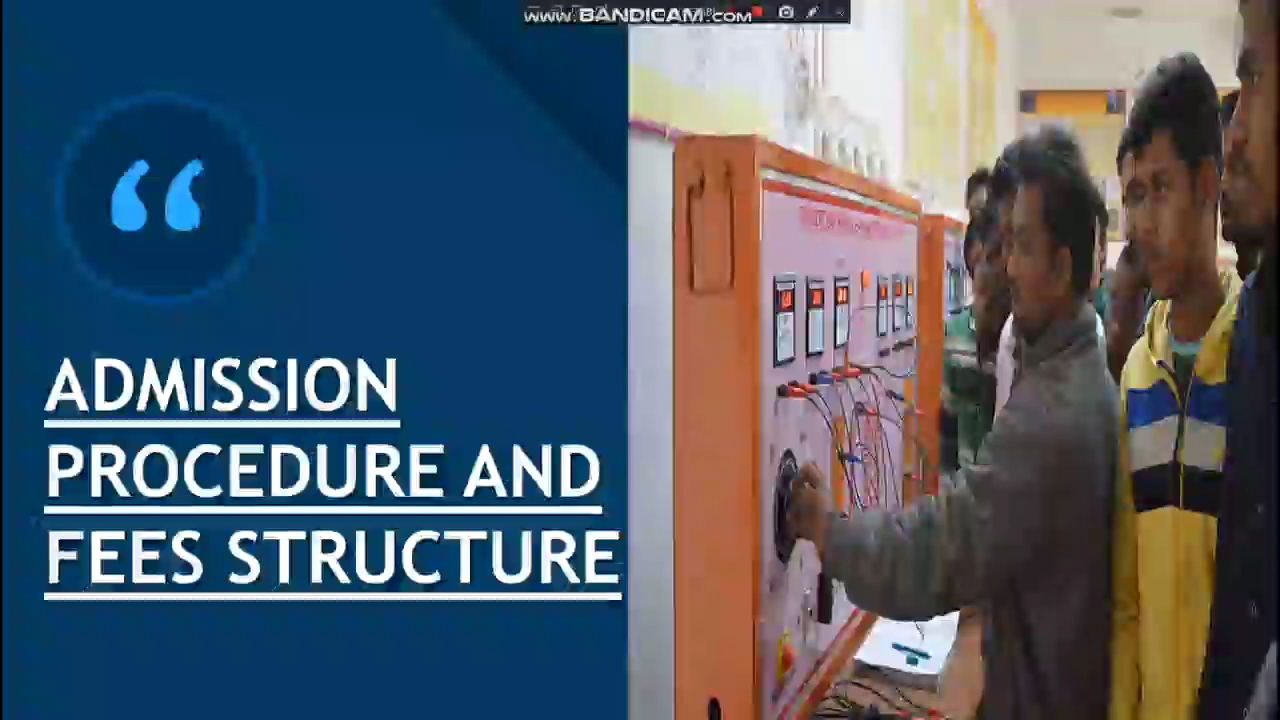 www.BANDICAM.com
“
ADMISSION
PROCEDURE AND
FEES STRUCTURE